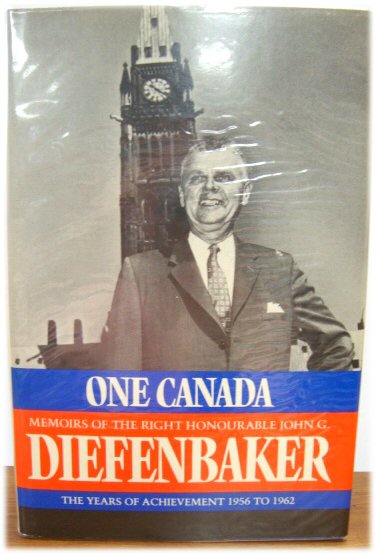 ONE CANADA
MEMOIRS OF THE RIGHT HONOURABLE JOHN G.
DIEFENBAKER
THE YEARS OF ACHIEVEMENT 1956 TO 1962